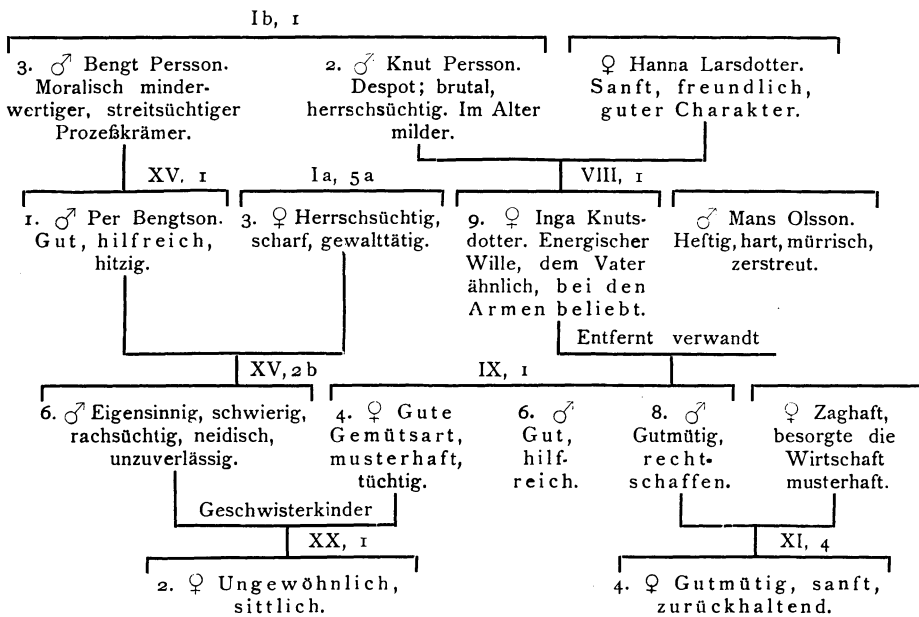 Ib, 1
3. ♂ Bengt Persson.
Moralisch minder-
wertiger, streitsüchtiger
Prozeßkrämer.
2. ♂ Knut Persson.
Despot; brutal,
herrschsüchtig. Im Alter
milder.
♀ Hanna Larsdotter.
Sanft, freundlich,
guter Charakter.
XV, 1
Ia, 5a
VIII, 1
1. ♂ Per Bengtson.
Gut, hilfreich,
hitzig.
3. ♀ Herrschsüchtig,
scharf, gewalttätig.
9. ♀ Inga Knuts-
dotter. Energischer
Wille, dem Vater
ähnlich, bei den
Armen beliebt.
♂ Mans Olsson.
Heftig, hart, mürrisch,
zerstreut.
Entfernt verwandt
XV, 2b
IX, 1
6. ♂ Eigensinnig, schwierig,
rachsüchtig, neidisch,
unzuverlässig.
4. ♀ Gute
Gemütsart,
musterhaft,
tüchtig.
6. ♂
Gut,
hilf-
reich.
8. ♂
Gutmütig,
recht-
schaffen.
♀ Zaghaft,
besorgte die
Wirtschaft
musterhaft.
Geschwisterkinder
XX, 1
XI, 4
2. ♀ Ungewöhnlich,
sittlich.
4. ♀ Gutmütig, sanft,
zurückhaltend.